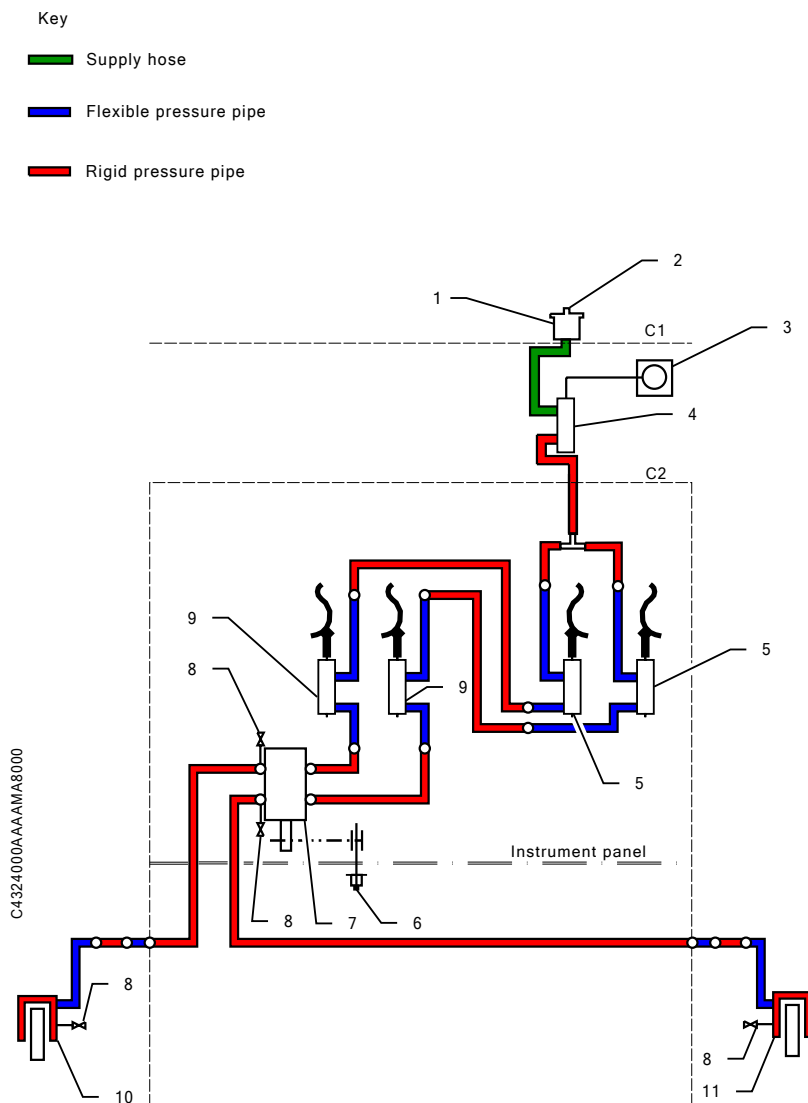 Key
Supply hose
Flexible pressure pipe
Rigid pressure pipe
2
1
C1
3
4
C2
9
8
9
5
5
C4324000AAAAMA8000
Instrument panel
8
7
6
8
8
10
11